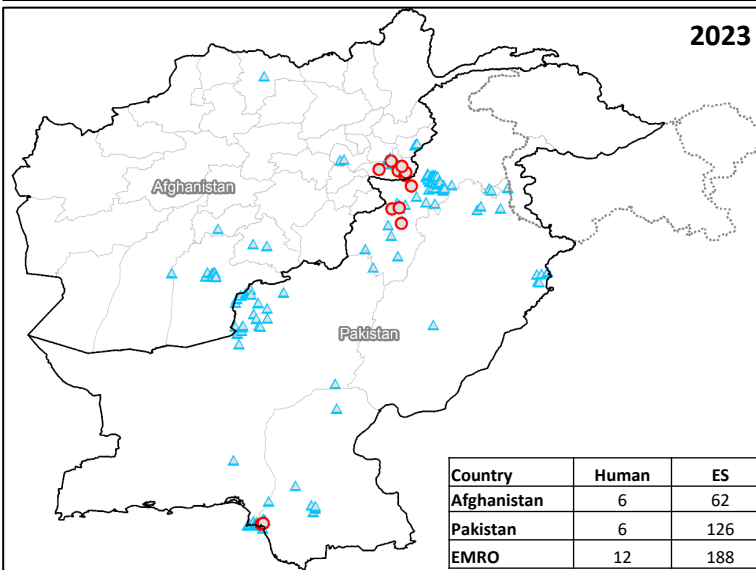 2023
Afghanistan
Pakistan
Country Human ES
Afghanistan 6 62
Pakistan 6 126
EMRO 12 188